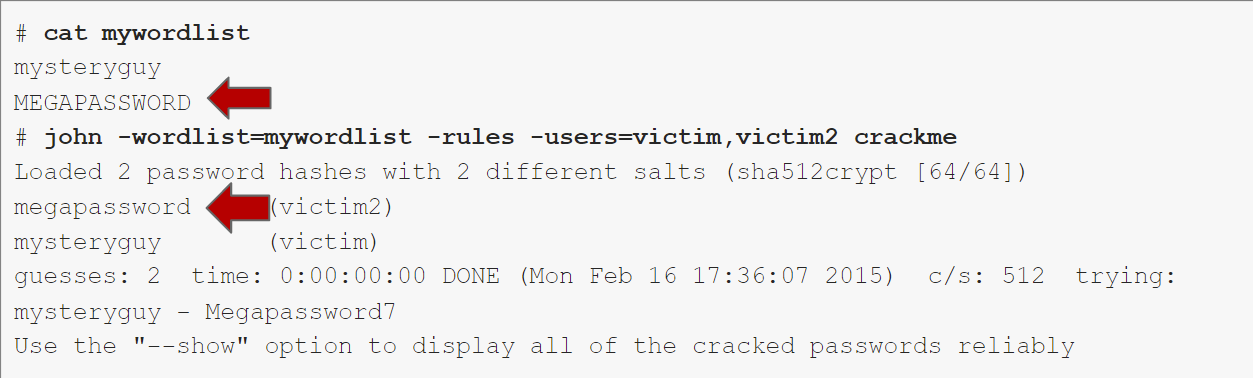 # cat mywordlist
mysteryguy
MEGAPASSWORD
# john -wordlist=mywordlist -rules -users=victim,victim2 crackme
Loaded 2 password hashes with 2 different salts (sha512crypt [64/64])
megapassword (victim2)
mysteryguy (victim)
guesses: 2 time: 0:00:00:00 DONE (Mon Feb 16 17:36:07 2015) c/s: 512 trying:
mysteryguy - Megapassword7
Use the "--show" option to display all of the cracked passwords reliably